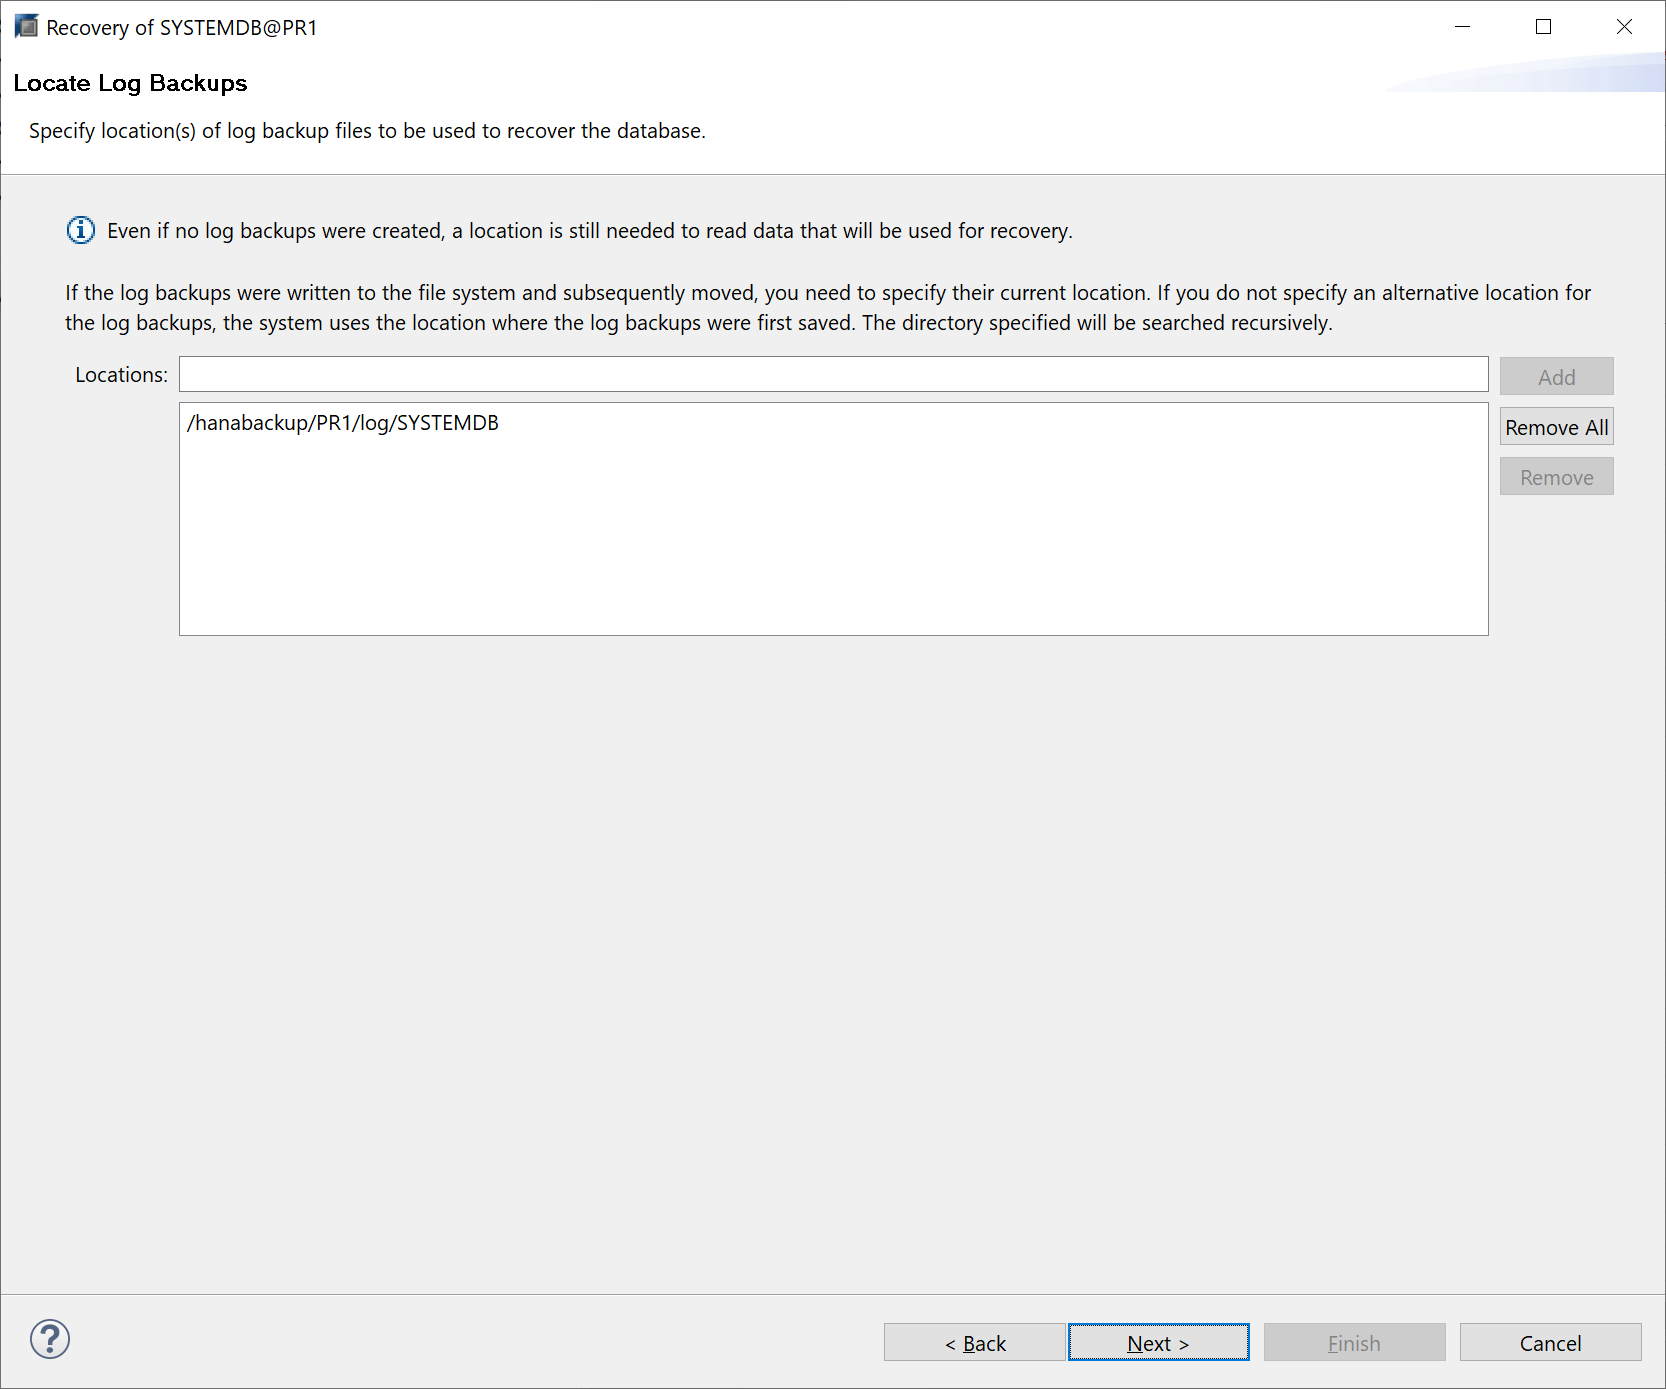 Recovery of SYSTEMDB@PR1
Locate Log Backups
Specify location(s) of log backup files to be used to recover the database.
Even if no log backups were created, a location is still needed to read data that will be used for recovery.
If the log backups were written to the file system and subsequently moved, you need to specify their current location. If you do not specify an alternative location for
the log backups, the system uses the location where the log backups were first saved. The directory specified will be searched recursively.
Locations:
Add
/hanabackup/PR1/log/SYSTEMDB
Remove All
Remove
?
< Back
Next >
Finish
Cancel